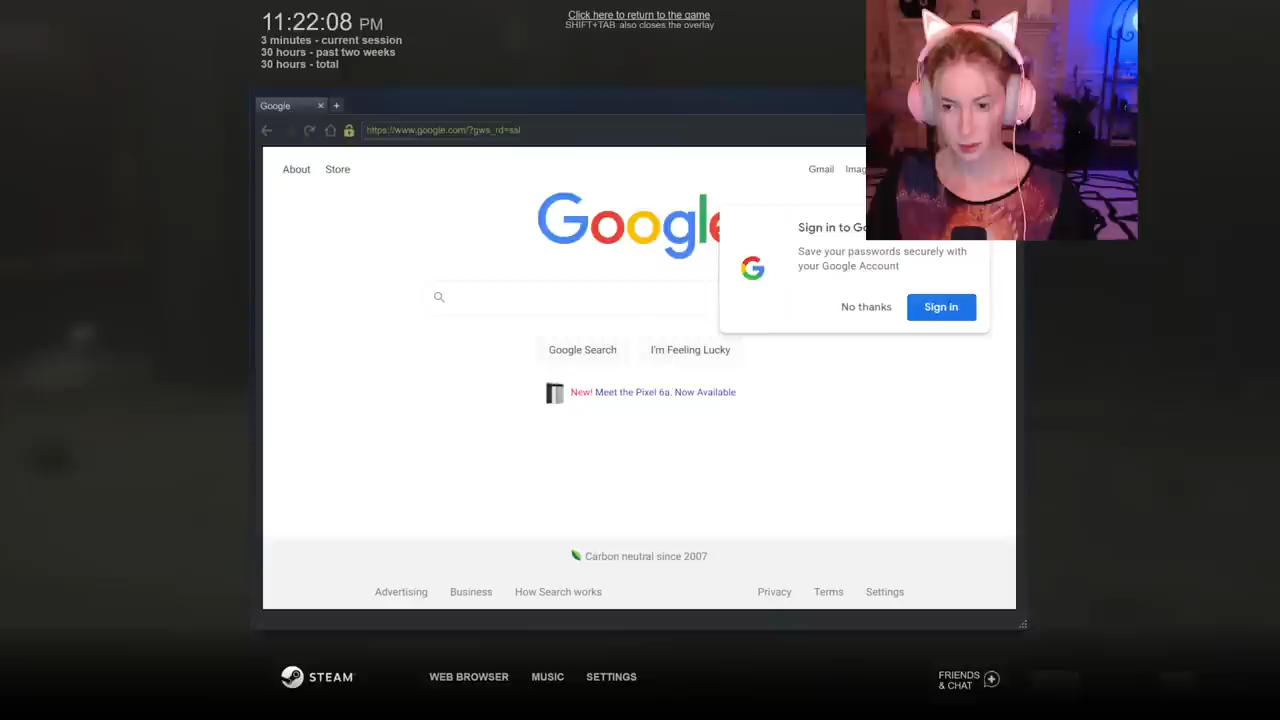 11:22:08 PM
3 minutes - current session
30 hours - past two weeks
30 hours - total
Click here to return to the game
SHIFT+TAB also closes the overlay
Google
https://www.google.com/?gws_rd=ssl
About Store
Gmail Imag
Google
Sign in to Go
Save your passwords securely with
your Google Account
No thanks Sign in
Google Search I'm Feeling Lucky
New! Meet the Pixel 6a. Now Available
Carbon neutral since 2007
Advertising Business How Search works Privacy Terms Settings
STEAM WEB BROWSER MUSIC SETTINGS
FRIENDS
& CHAT